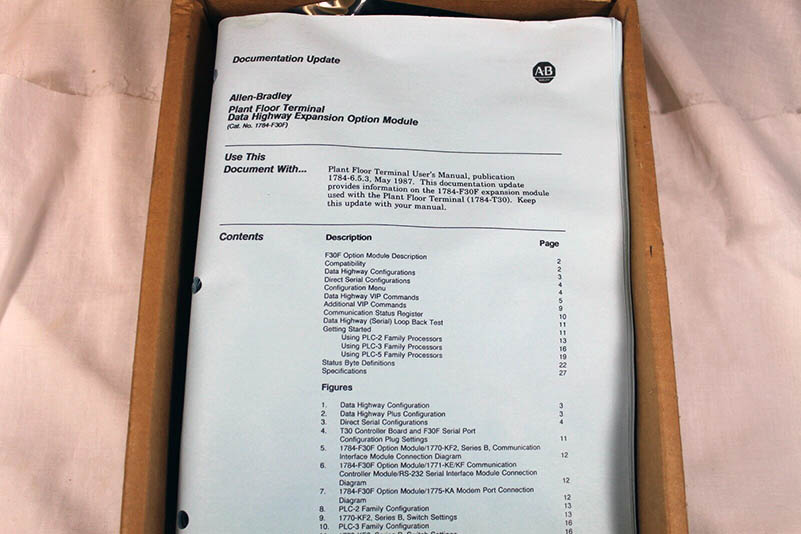 Documentation Update
AB
Allen-Bradley
Plant Floor Terminal
Data Highway Expansion Option Module
(Cat. No. 1784-F30F)
Use This
Document With...
Plant Floor Terminal User's Manual, publication
1784-6.5.3, May 1987. This documentation update
provides information on the 1784-F30F expansion module
used with the Plant Floor Terminal (1784-T30). Keep
this update with your manual.
Contents
Description Page
F30F Option Module Description 2
Compatibility 2
Data Highway Configurations 3
Direct Serial Configurations 4
Configuration Menu 4
Data Highway VIP Commands 5
Additional VIP Commands 9
Communication Status Register 10
Data Highway (Serial) Loop Back Test 11
Getting Started 11
Using PLC-2 Family Processors 13
Using PLC-3 Family Processors 16
Using PLC-5 Family Processors 19
Status Byte Definitions 22
Specifications 27
Figures
1. Data Highway Configuration 3
2. Data Highway Plus Configuration 3
3. Direct Serial Configurations 4
4. T30 Controller Board and F30F Serial Port
Configuration Plug Settings 11
5. 1784-F30F Option Module/1770-KF2, Series B, Communication
Interface Module Connection Diagram 12
6. 1784-F30F Option Module/1771-KE/KF Communication
Controller Module/RS-232 Serial Interface Module Connection
Diagram 12
7. 1784-F30F Option Module/1775-KA Modem Port Connection
Diagram 12
8. PLC-2 Family Configuration 13
9. 1770-KF2, Series B, Switch Settings 13
10. PLC-3 Family Configuration 16
Series B, Switch Settings 16